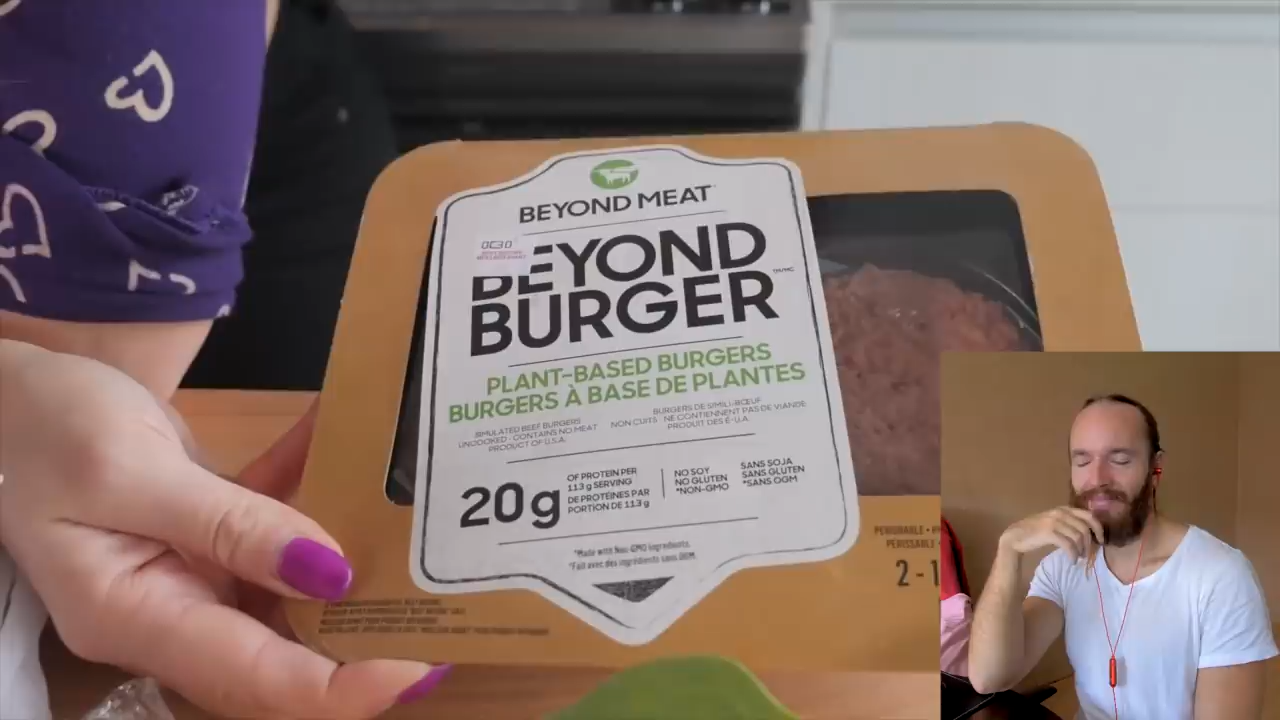 BEYOND MEAT
BEYOND
BURGER
TM/MC
PLANT-BASED BURGERS
BURGERS À BASE DE PLANTES
SIMULATED BEEF BURGERS
UNCOOKED · CONTAINS NO MEAT
PRODUCT OF U.S.A.
BURGERS DE SIMILI-BŒUF
NON CUITS · NE CONTIENNENT PAS DE VIANDE
PRODUIT DES É-U.A.
20g
OF PROTEIN PER
113 g SERVING
DE PROTÉINES PAR
PORTION DE 113 g
NO SOY
NO GLUTEN
*NON-GMO
SANS SOJA
SANS GLUTEN
*SANS OGM
*Made with Non-GMO ingredients.
*Fait avec des ingrédients sans OGM.
2-1